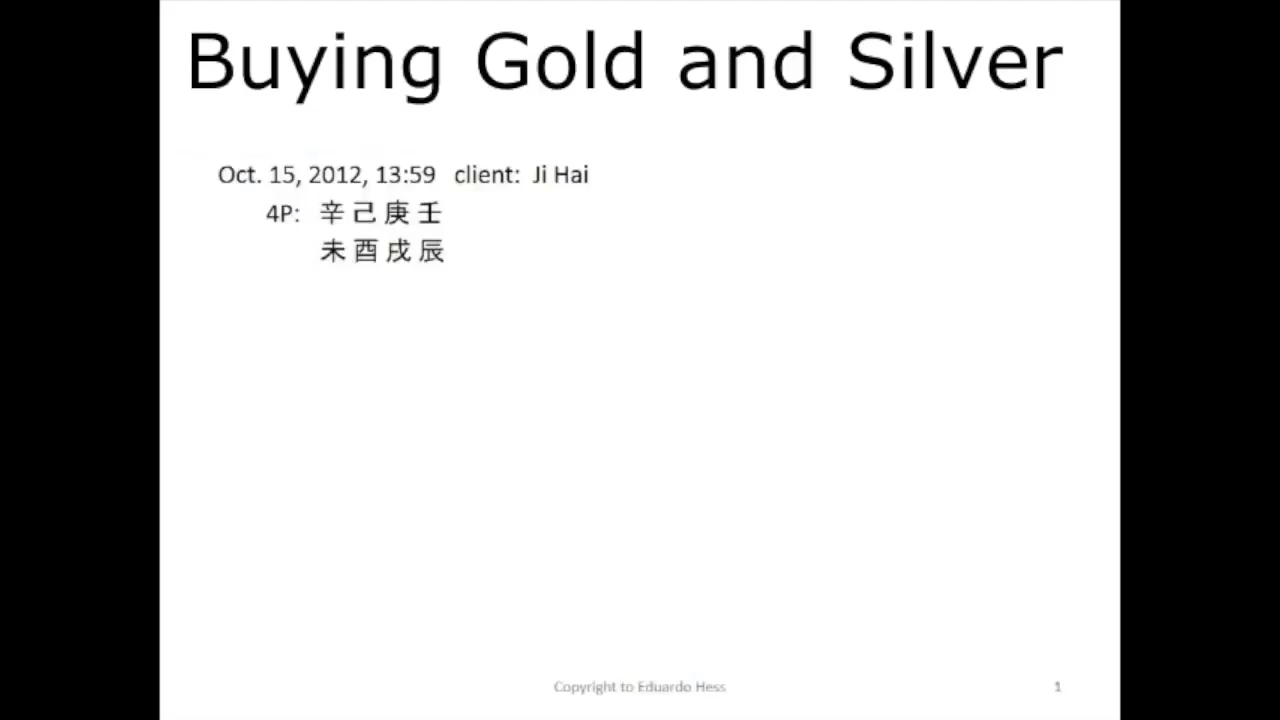 Buying Gold and Silver
Oct. 15, 2012, 13:59 client: Ji Hai
4P: 辛 己 庚 壬
未 酉 戌 辰
Copyright to Eduardo Hess 1